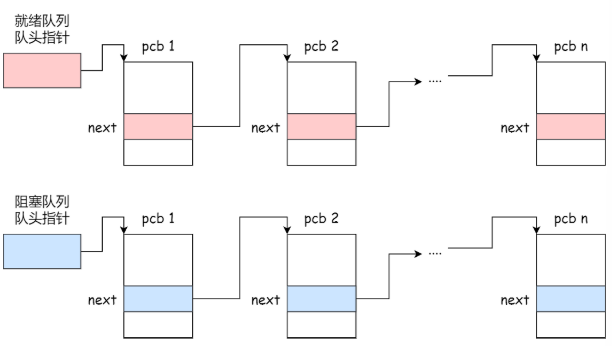 就绪队列
队头指针
pcb 1
pcb 2
pcb n
....
next
next
next
阻塞队列
队头指针
pcb 1
pcb 2
pcb n
....
next
next
next